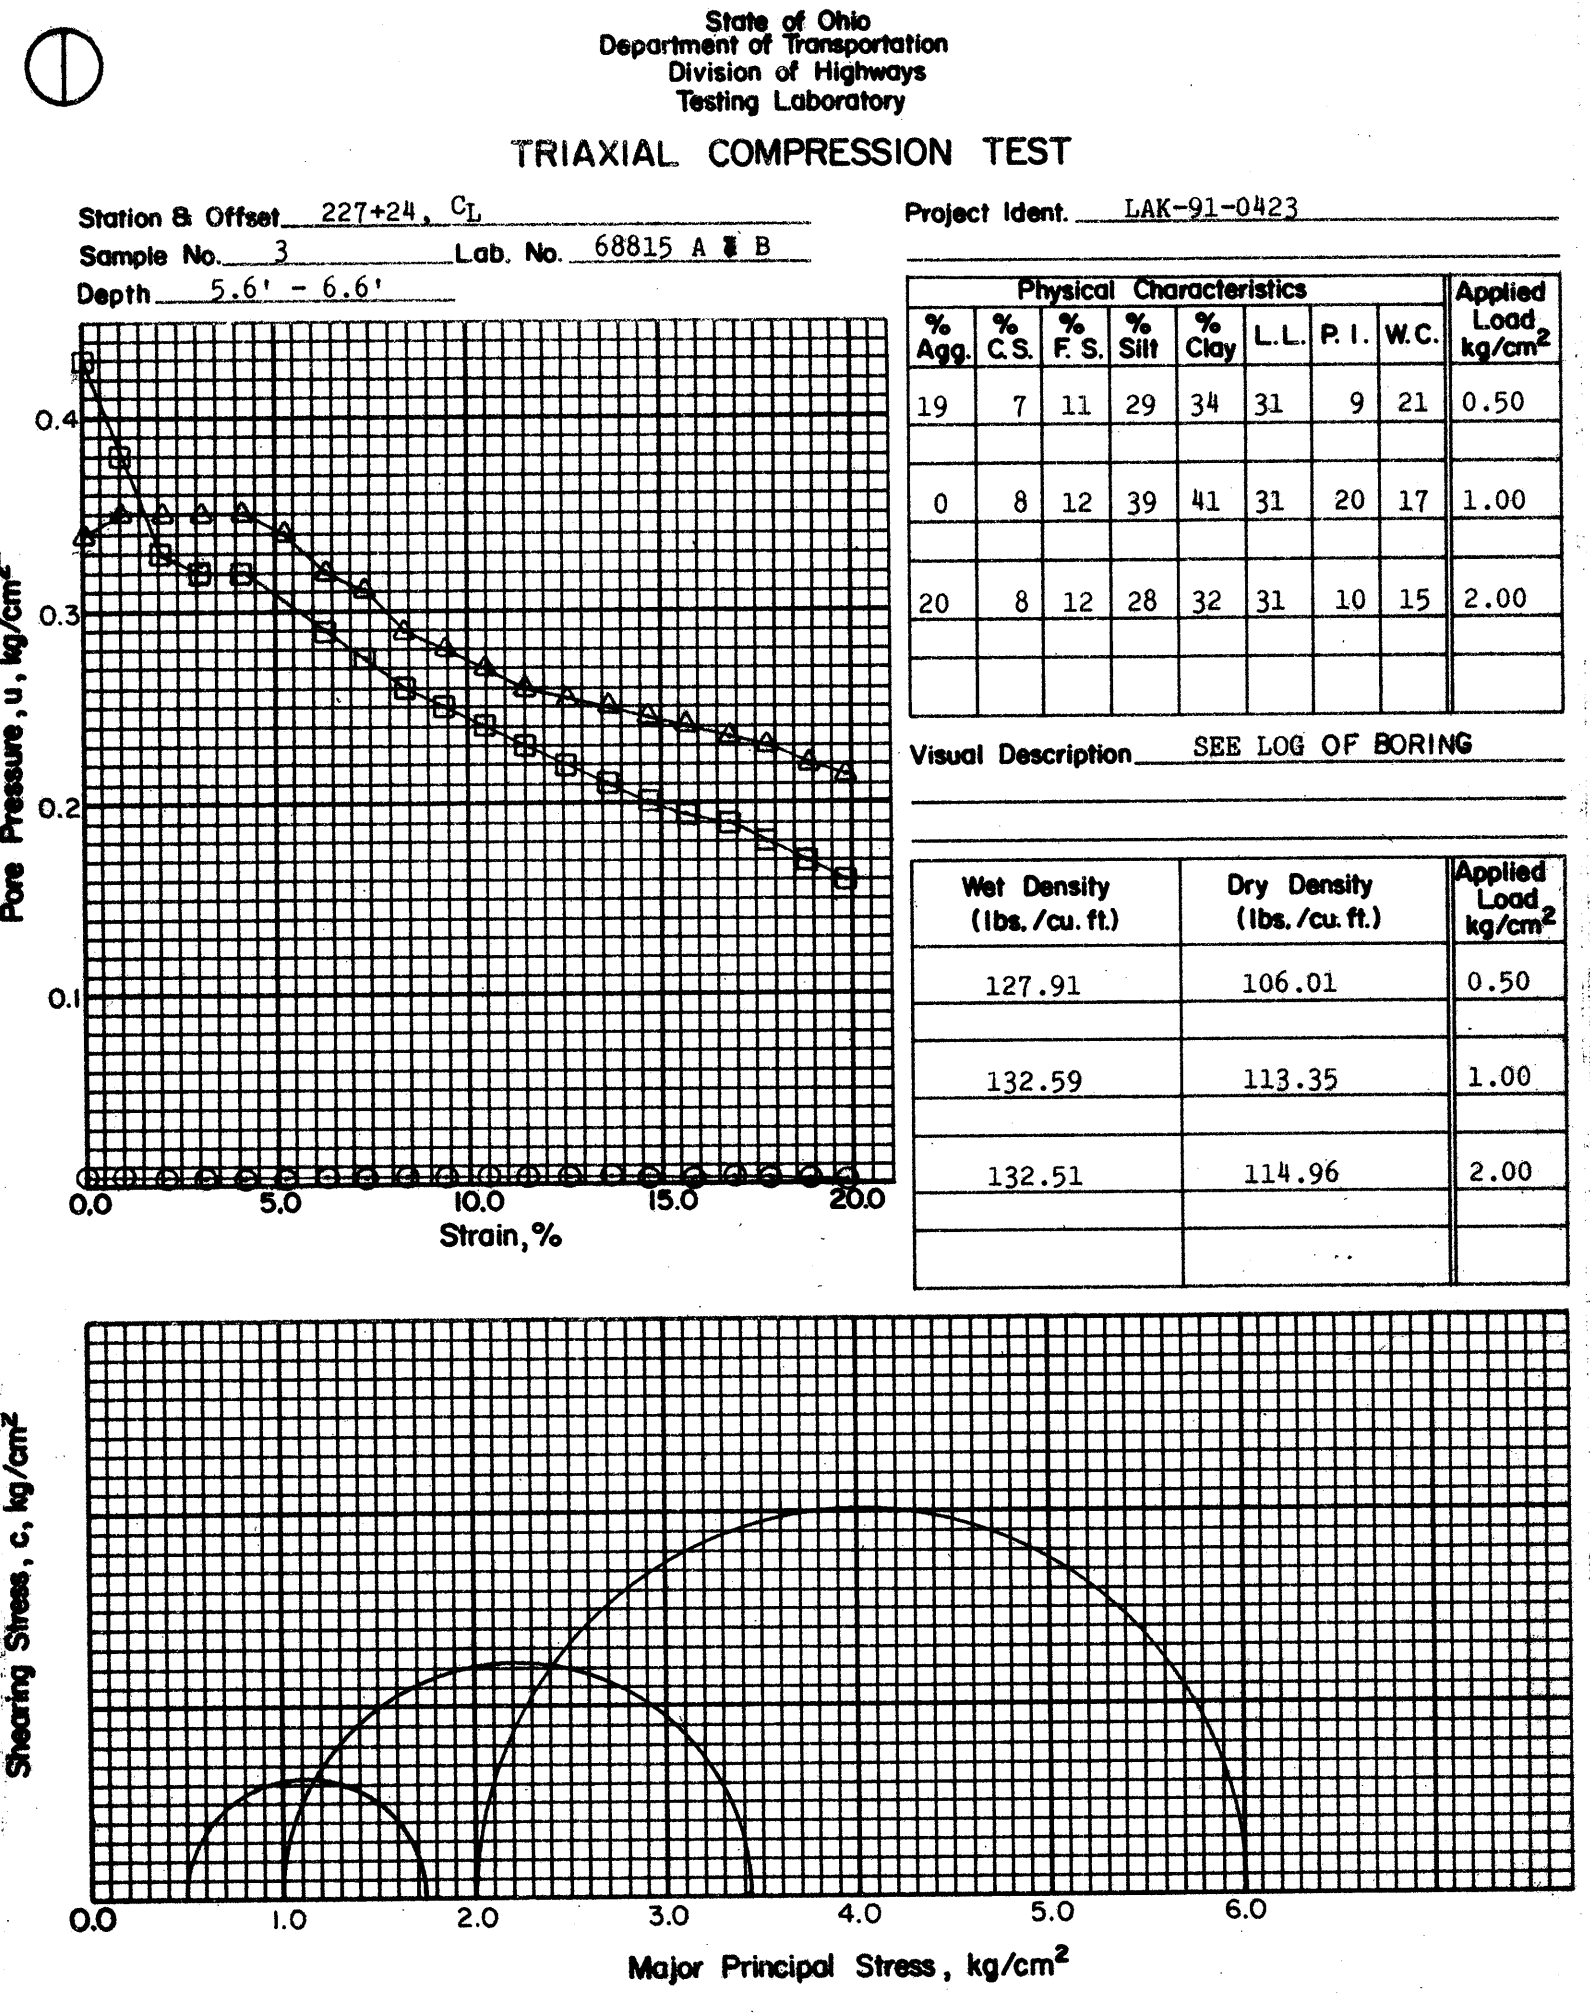 State of Ohio
Department of Transportation
Division of Highways
Testing Laboratory
TRIAXIAL COMPRESSION TEST
Station & Offset 227+24, CL
Project Ident. LAK-91-0423
Sample No. 3 Lab. No. 68815 A & B
Depth 5.6' - 6.6'
Physical Characteristics Applied Load kg/cm²
% Agg. % C.S. % F.S. % Silt % Clay L.L. P.I. W.C.
19 7 11 29 34 31 9 21 0.50
0 8 12 39 41 31 20 17 1.00
20 8 12 28 32 31 10 15 2.00
Visual Description SEE LOG OF BORING
Wet Density (lbs./cu.ft.) Dry Density (lbs./cu.ft.) Applied Load kg/cm²
127.91 106.01 0.50
132.59 113.35 1.00
132.51 114.96 2.00
Pore Pressure, u, kg/cm²
0.4
0.3
0.2
0.1
0.0 5.0 10.0 15.0 20.0
Strain, %
Shearing Stress, c, kg/cm²
0.0 1.0 2.0 3.0 4.0 5.0 6.0
Major Principal Stress, kg/cm²